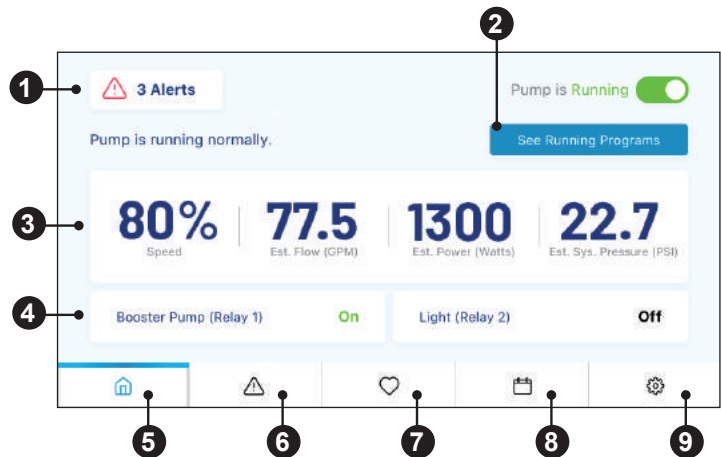 2
1
3 Alerts
Pump is Running
Pump is running normally.
See Running Programs
3
80% 77.5 1300 22.7
Speed Est. Flow (GPM) Est. Power (Watts) Est. Sys. Pressure (PSI)
4
Booster Pump (Relay 1) On Light (Relay 2) Off
5 6 7 8 9